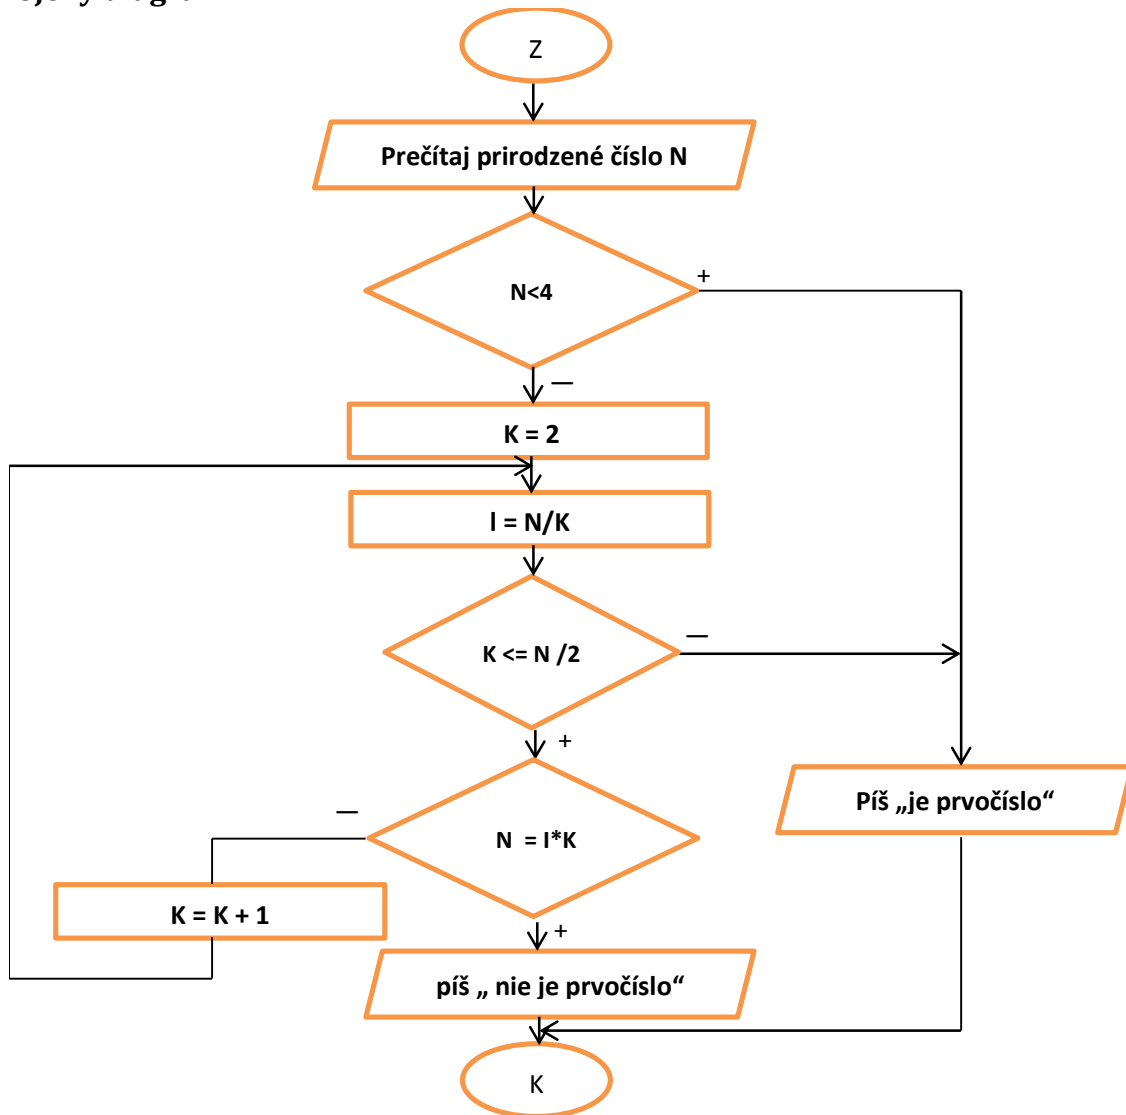 Z
Prečítaj prirodzené číslo N
N<4
+
—
K = 2
I = N/K
K <= N /2
—
+
N = I*K
—
K = K + 1
+
Píš „je prvočíslo“
píš „ nie je prvočíslo“
K